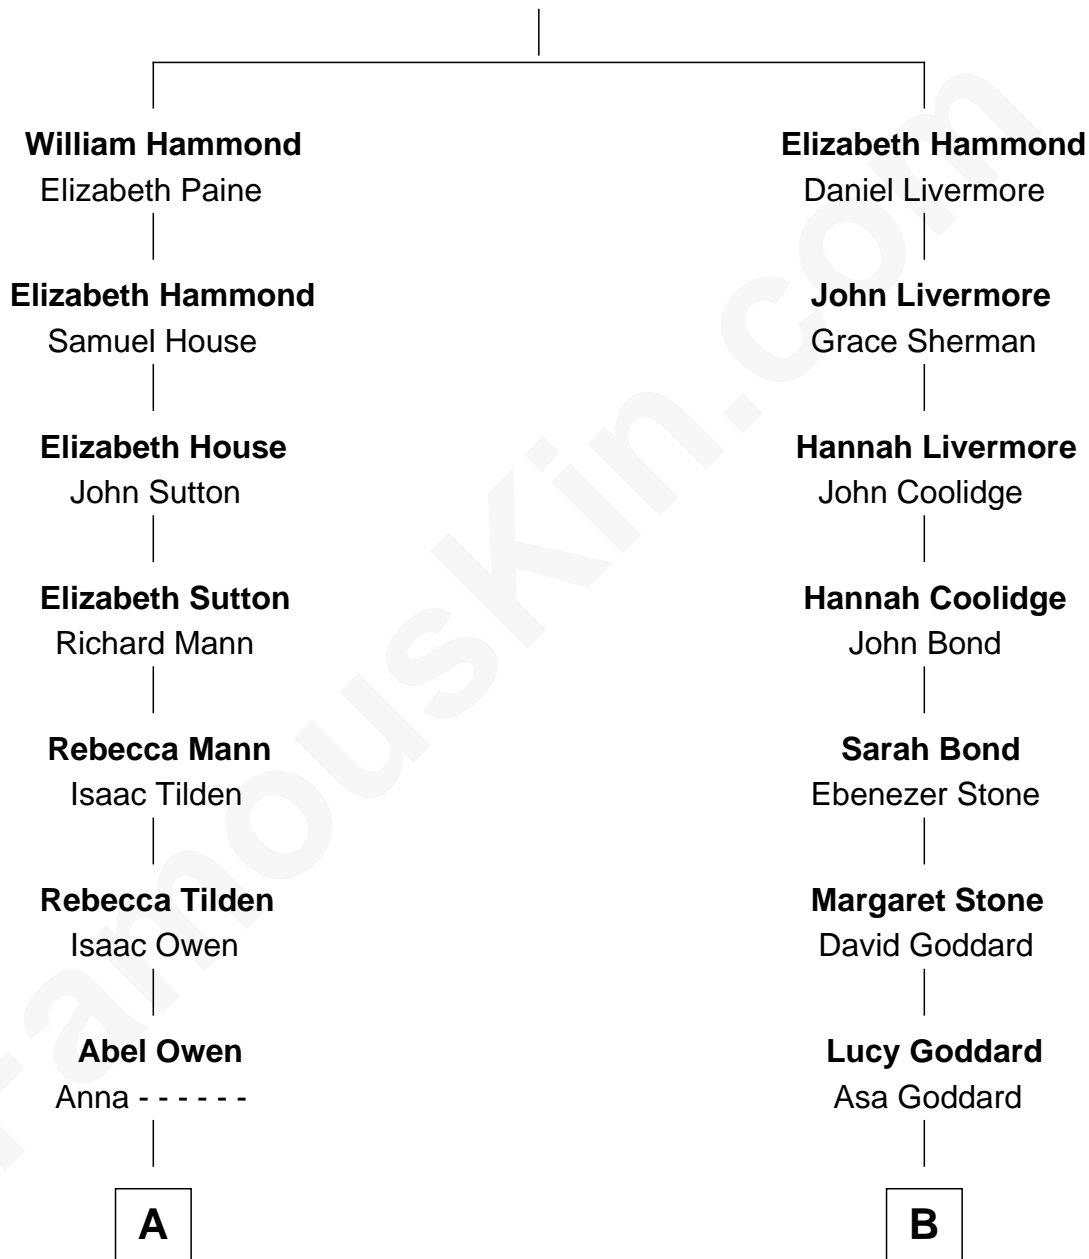 William Hammond
Elizabeth Paine
Elizabeth Hammond
Daniel Livermore
Elizabeth Hammond
Samuel House
John Livermore
Grace Sherman
Elizabeth House
John Sutton
Hannah Livermore
John Coolidge
Elizabeth Sutton
Richard Mann
Hannah Coolidge
John Bond
Rebecca Mann
Isaac Tilden
Sarah Bond
Ebenezer Stone
Rebecca Tilden
Isaac Owen
Margaret Stone
David Goddard
Abel Owen
Anna - - - - - -
Lucy Goddard
Asa Goddard
A
B
FamousKin.com